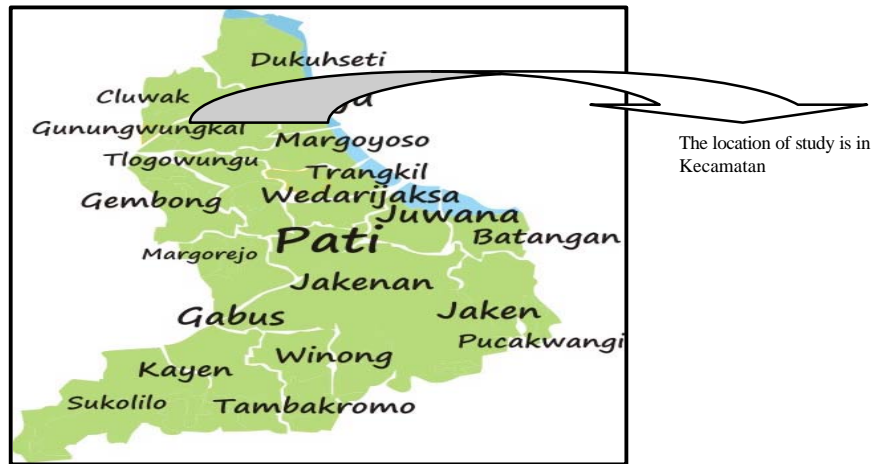 Dukuhseti
Cluwak
Gunungwungkal
Margoyoso
Tlogowungu
Trangkil
Gembong
Wedarijaksa
Juwana
Pati
Batangan
Margorejo
Jakenan
Gabus
Jaken
Pucakwangi
Winong
Kayen
Sukolilo
Tambakromo
The location of study is in
Kecamatan